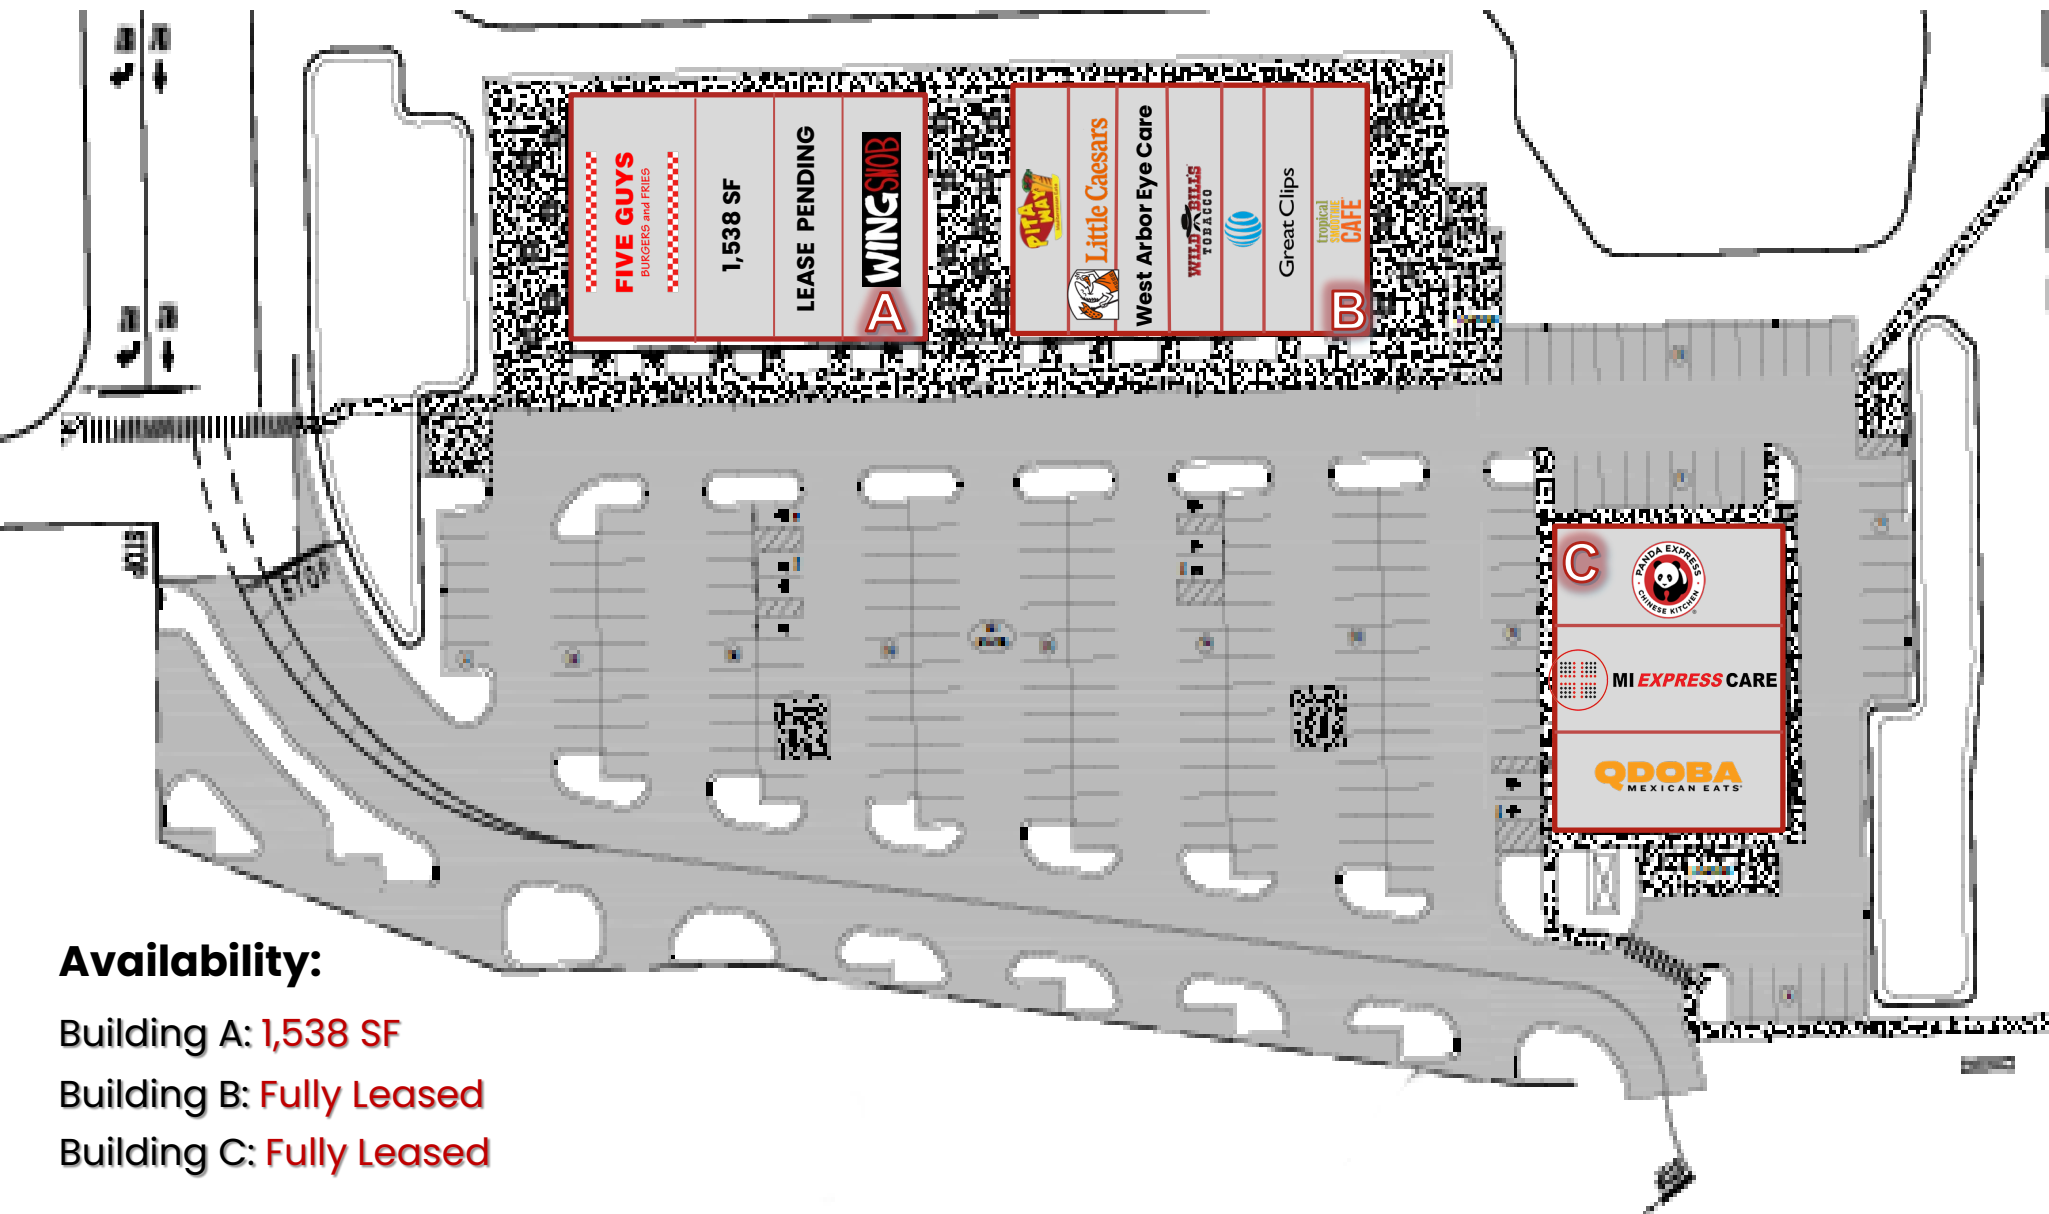 FIVE GUYS
BURGERS and FRIES
1,538 SF
LEASE PENDING
WINGSNOB
A
PITA WAY
Little Caesars
West Arbor Eye Care
WILD BILL'S
TOBACCO
Great Clips
tropical
SMOOTHIE
CAFE
B
C
PANDA EXPRESS
CHINESE KITCHEN
MI EXPRESS CARE
QDOBA
MEXICAN EATS
STOP
STOP
Availability:
Building A: 1,538 SF
Building B: Fully Leased
Building C: Fully Leased